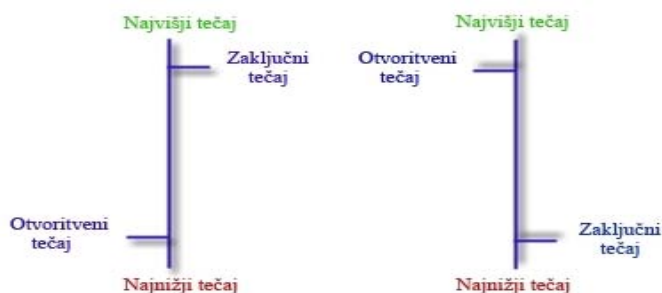 Najvišji tečaj
Zaključni
tečaj
Otvoritveni
tečaj
Najnižji tečaj
Najvišji tečaj
Otvoritveni
tečaj
Zaključni
tečaj
Najnižji tečaj